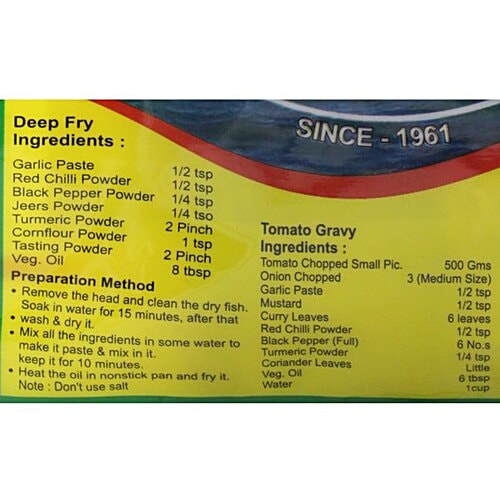 SINCE - 1961
Deep Fry
Ingredients :
Garlic Paste 1/2 tsp
Red Chilli Powder 1/2 tsp
Black Pepper Powder 1/4 tsp
Jeers Powder 1/4 tso
Turmeric Powder 2 Pinch
Cornflour Powder 1 tsp
Tasting Powder 2 Pinch
Veg. Oil 8 tbsp
Preparation Method
• Remove the head and clean the dry fish.
Soak in water for 15 minutes, after that
• wash & dry it.
• Mix all the ingredients in some water to
make it paste & mix in it.
keep it for 10 minutes.
• Heat the oil in nonstick pan and fry it.
Note : Don't use salt
Tomato Gravy
Ingredients :
Tomato Chopped Small Pic. 500 Gms
Onion Chopped 3 (Medium Size)
Garlic Paste 1/2 tsp
Mustard 1/2 tsp
Curry Leaves 6 leaves
Red Chilli Powder 1/2 tsp
Black Pepper (Full) 6 No.s
Turmeric Powder 1/4 tsp
Coriander Leaves Little
Veg. Oil 6 tbsp
Water 1cup